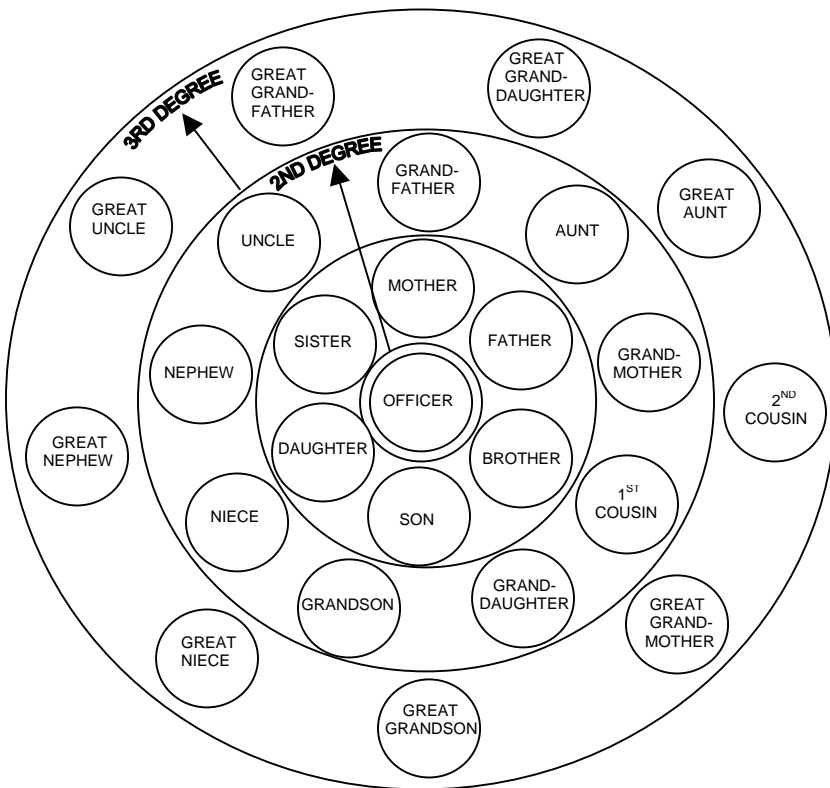 GREAT
GRAND-
FATHER
GREAT
GRAND-
DAUGHTER
3RD DEGREE
2ND DEGREE
GRAND-
FATHER
GREAT
UNCLE
UNCLE
AUNT
GREAT
AUNT
MOTHER
SISTER
FATHER
NEPHEW
GRAND-
MOTHER
OFFICER
2ND
COUSIN
GREAT
NEPHEW
DAUGHTER
BROTHER
NIECE
SON
1ST
COUSIN
GRANDSON
GRAND-
DAUGHTER
GREAT
GRAND-
MOTHER
GREAT
NIECE
GREAT
GRANDSON